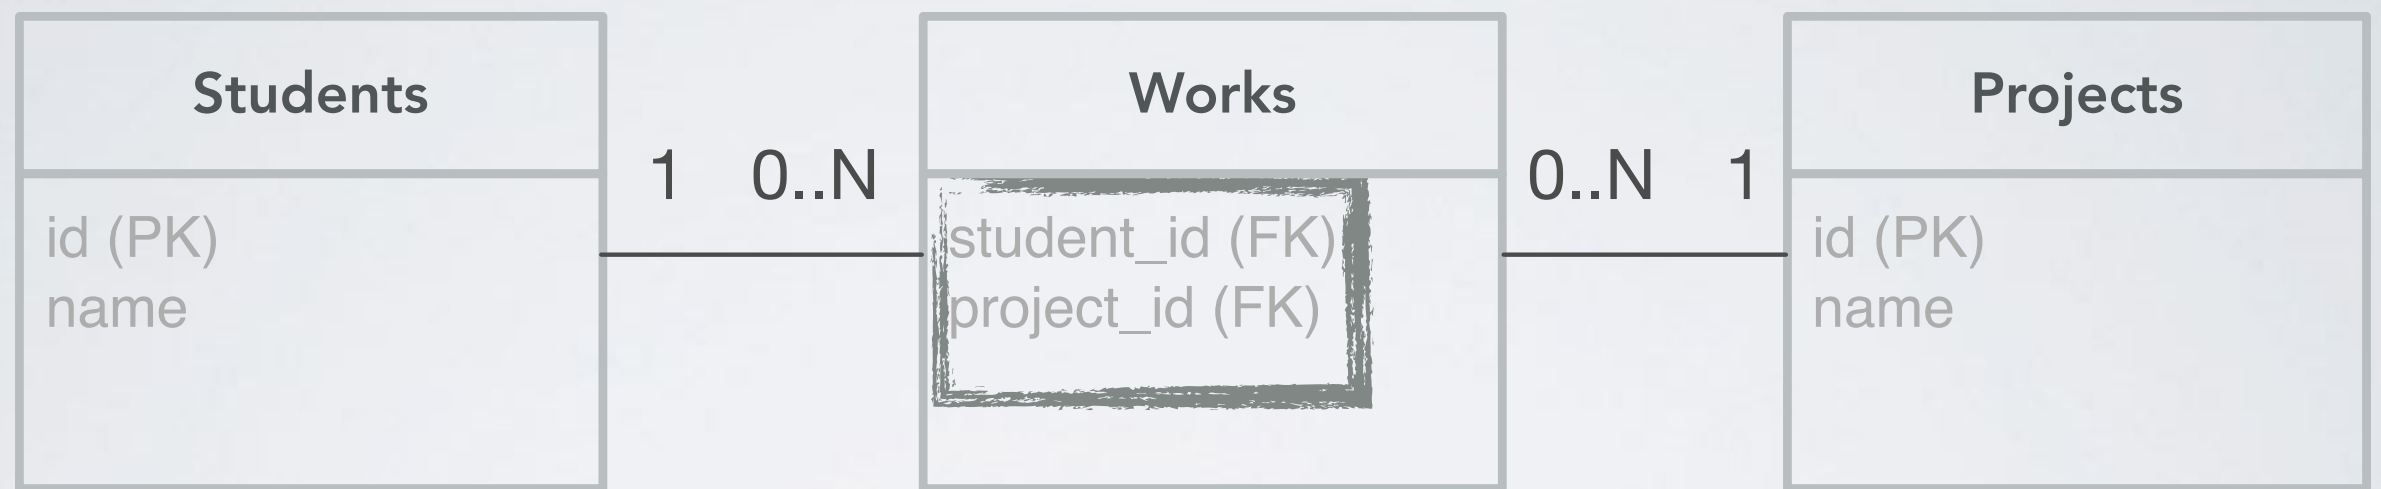 Students
id (PK)
name
1 0..N
Works
student_id (FK)
project_id (FK)
0..N 1
Projects
id (PK)
name